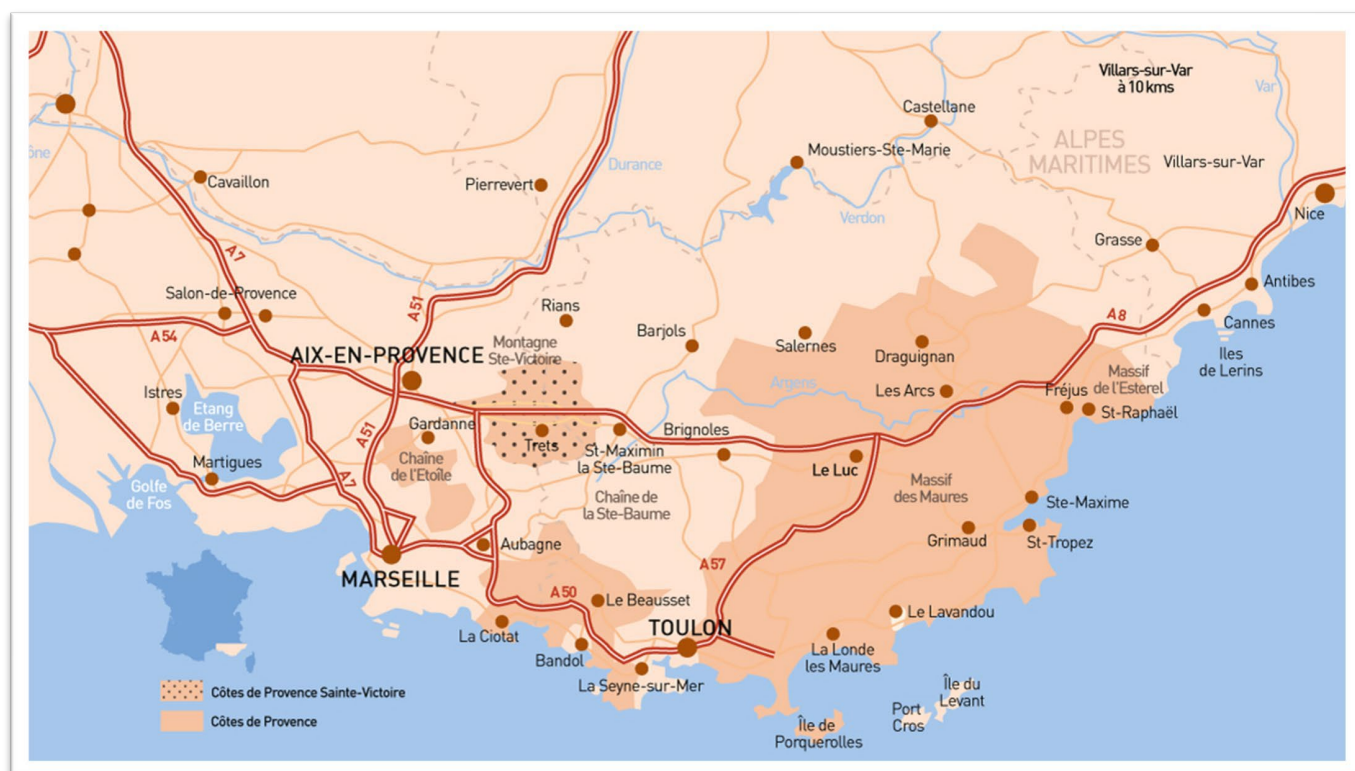 Villars-sur-Var
à 10 kms
Var
Castellane
ALPES
MARITIMES
Moustiers-Ste-Marie
Durance
ône
Cavaillon
Pierrevert
Villars-sur-Var
Verdon
Nice
Grasse
A7
Antibes
Salon-de-Provence
A51
Rians
A8
Cannes
A54
Barjols
Montagne
Ste-Victoire
AIX-EN-PROVENCE
Salernes
Draguignan
Iles
de Lerins
Massif
de l'Esterel
Argens
Les Arcs
Fréjus
St-Raphaël
Istres
Etang
de Berre
A51
Gardanne
Trets
St-Maximin
la Ste-Baume
Brignoles
Chaîne
de l'Etoîle
Martigues
A7
Le Luc
Golfe
de Fos
Massif
des Maures
Chaîne de
la Ste-Baume
Ste-Maxime
Grimaud
St-Tropez
Aubagne
MARSEILLE
A57
A50
Le Beausset
Le Lavandou
La Ciotat
TOULON
Bandol
La Londe
les Maures
La Seyne-sur-Mer
Île du
Levant
Port
Cros
Île de
Porquerolles
Côtes de Provence Sainte-Victoire
Côtes de Provence